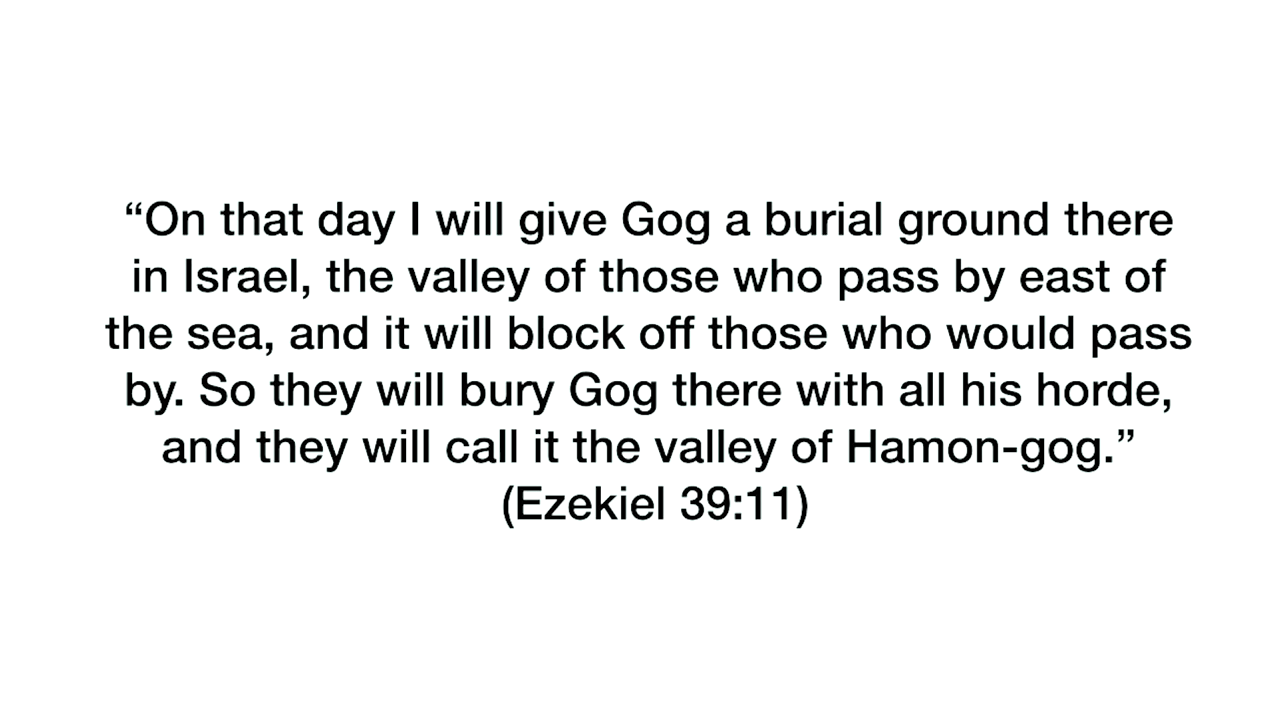 “On that day I will give Gog a burial ground there
in Israel, the valley of those who pass by east of
the sea, and it will block off those who would pass
by. So they will bury Gog there with all his horde,
and they will call it the valley of Hamon-gog.”
(Ezekiel 39:11)